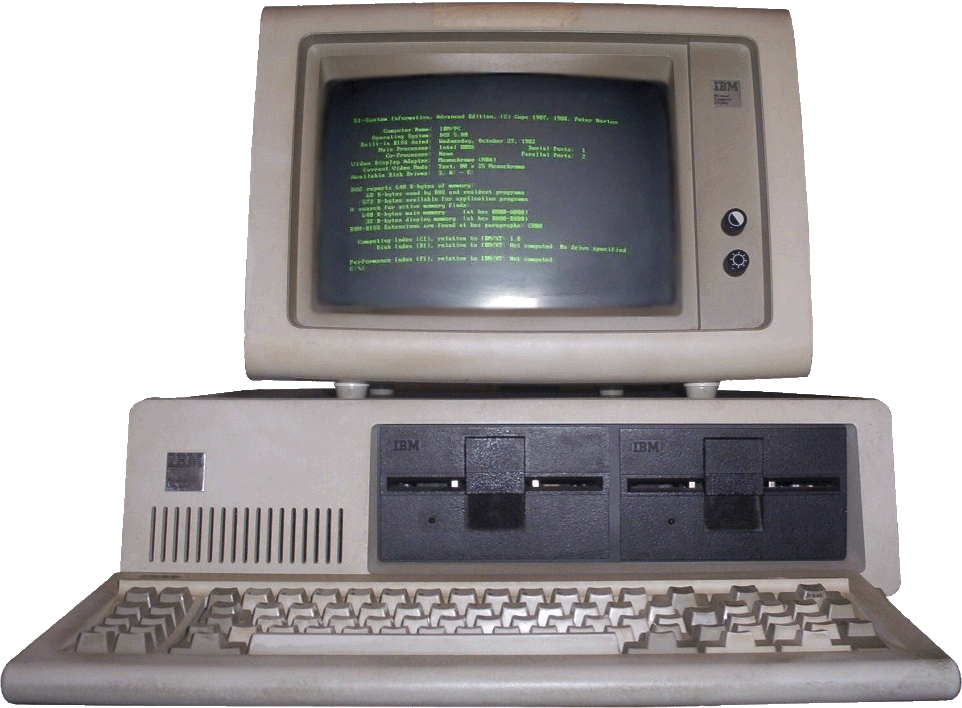 IBM
Personal
Computer
Display
SI-System Information, Advanced Edition, (C) Copr 1987, 1988, Peter Norton
Computer Name: IBM/PC
Operating System: DOS 5.00
Built-in BIOS dated: Wednesday, October 27, 1982
Main Processor: Intel 8088 Serial Ports: 1
Co-Processor: None Parallel Ports: 2
Video Display Adapter: Monochrome (MDA)
Current Video Mode: Text, 80 x 25 Monochrome
Available Disk Drives: 3, A: - C:
DOS reports 640 K-bytes of memory:
K-bytes used by DOS and resident programs
572 K-bytes available for application programs
A search for active memory finds:
640 K-bytes main memory (at hex 0000-A000)
K-bytes display memory (at hex B000-B800)
ROM-BIOS Extensions are found at hex paragraphs: C800
Computing Index (CI), relative to IBM/XT: 1.0
Disk Index (DI), relative to IBM/XT: Not computed. No drive specified.
Performance Index (PI), relative to IBM/XT: Not computed
C:\>
IBM
IBM
IBM
Break